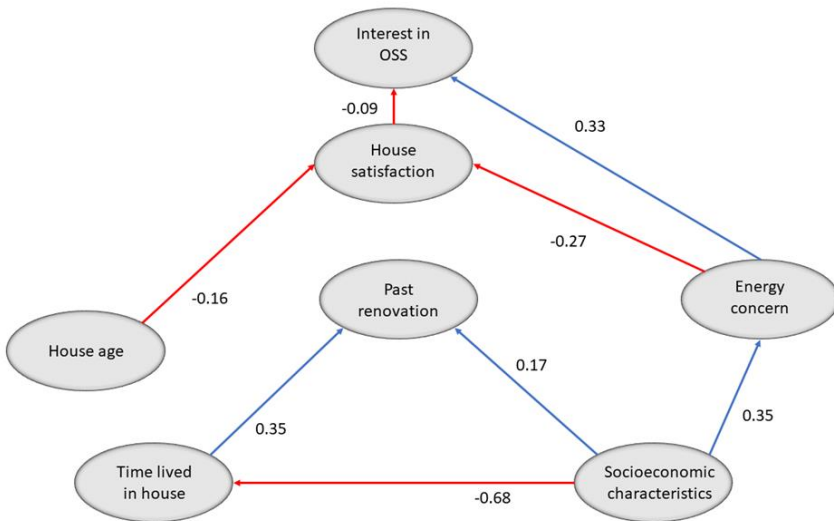 Interest in
OSS
-0.09
0.33
House
satisfaction
-0.27
-0.16
Past
renovation
Energy
concern
House age
0.17
0.35
0.35
Time lived
in house
-0.68
Socioeconomic
characteristics